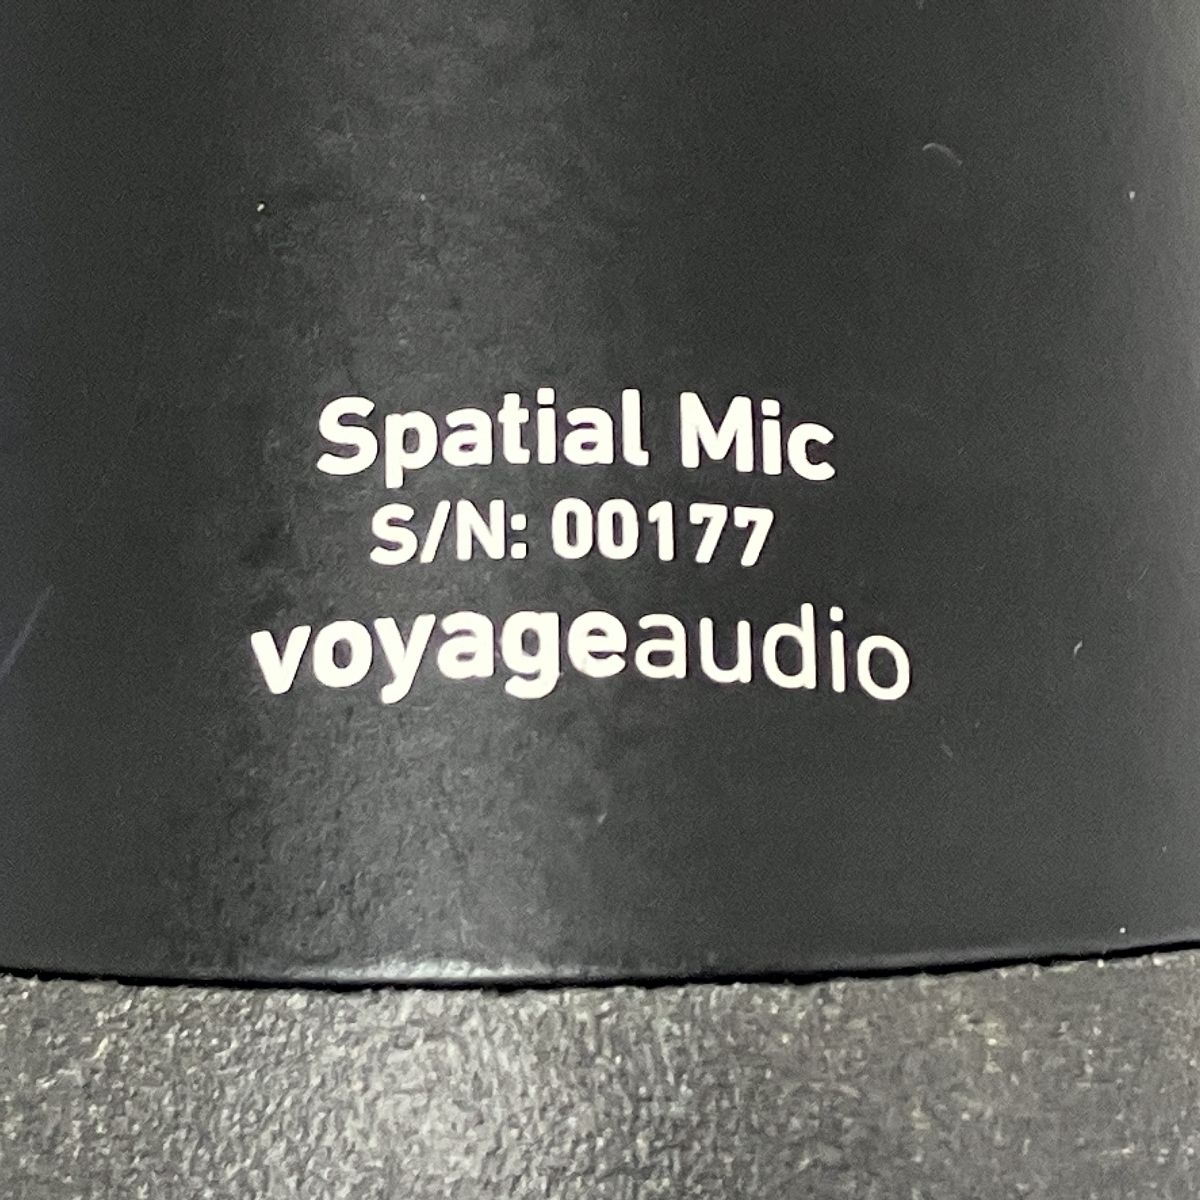 Spatial Mic
S/N: 00177
voyageaudio